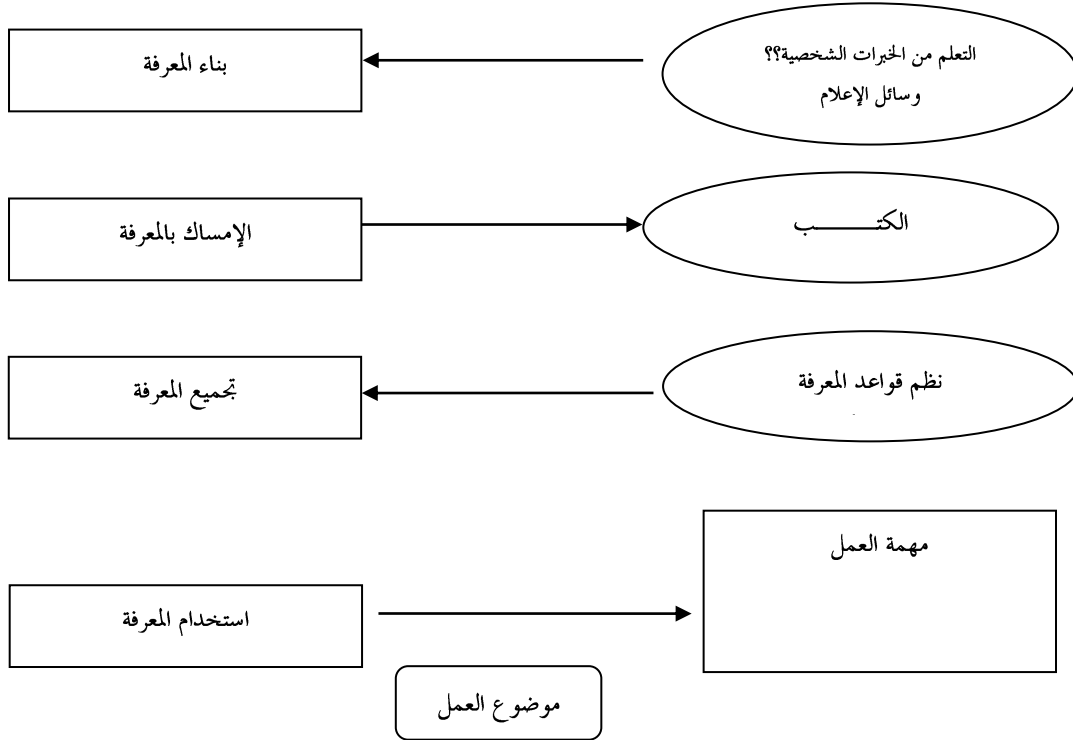 التعلم من الخبرات الشخصية؟؟
وسائل الإعلام
بناء المعرفة
الكتـــــــب
الإمساك بالمعرفة
نظم قواعد المعرفة
تجميع المعرفة
مهمة العمل
استخدام المعرفة
موضوع العمل